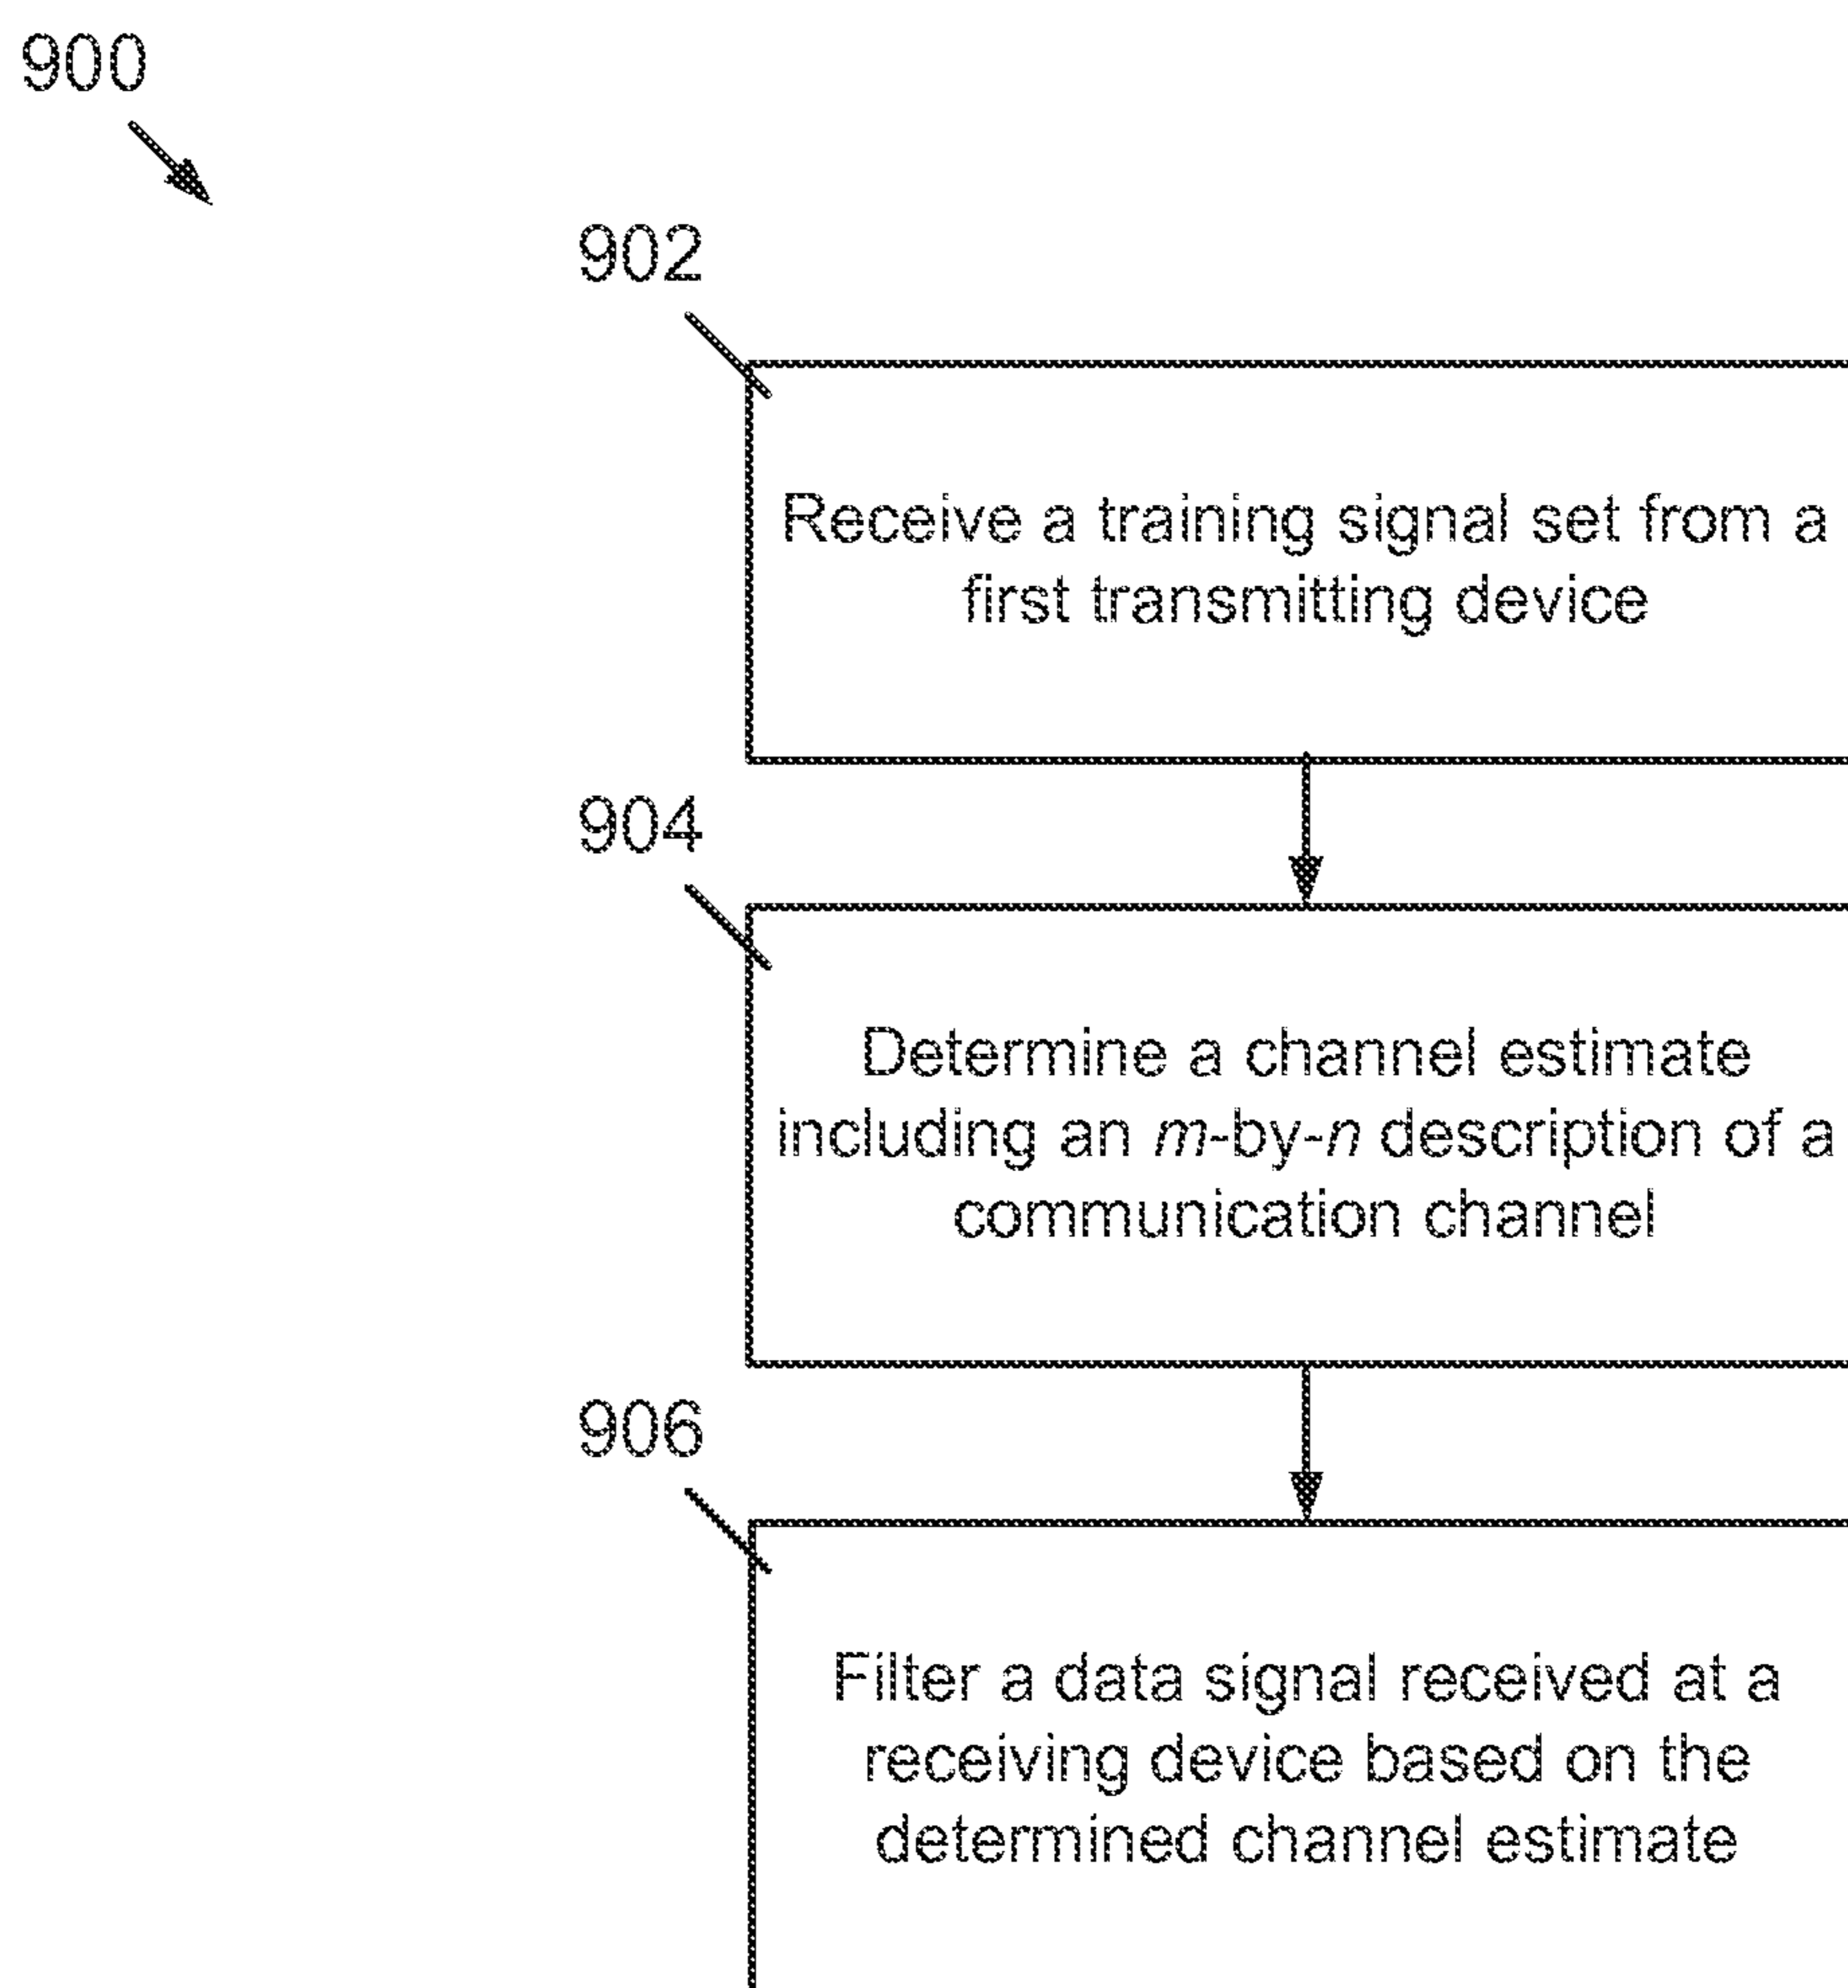 900
902
Receive a training signal set from a
first transmitting device
904
Determine a channel estimate
including an m-by-n description of a
communication channel
906
Filter a data signal received at a
receiving device based on the
determined channel estimate